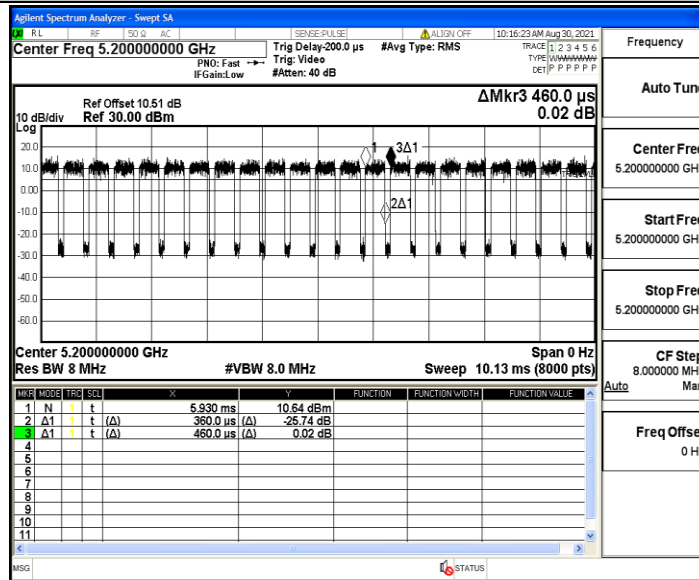 Agilent Spectrum Analyzer - Swept SA
RL RF 50 Ω AC SENSE:PULSE ALIGN OFF 10:16:23 AM Aug 30, 2021
Center Freq 5.200000000 GHz
PNO: Fast
IFGain:Low
Trig Delay-200.0 µs
Trig: Video
#Atten: 40 dB
#Avg Type: RMS
TRACE 1 2 3 4 5 6
TYPE
DET P P P P P P
Ref Offset 10.51 dB
10 dB/div Ref 30.00 dBm
Log
ΔMkr3 460.0 µs
0.02 dB
20.0
10.0
0.00
-10.0
-20.0
-30.0
-40.0
-50.0
-60.0
1
3Δ1
2Δ1
Center 5.200000000 GHz Span 0 Hz
Res BW 8 MHz #VBW 8.0 MHz Sweep 10.13 ms (8000 pts)
MKR MODE TRC SCL X Y FUNCTION FUNCTION WIDTH FUNCTION VALUE
1 N 1 t 5.930 ms 10.64 dBm
2 Δ1 1 t (Δ) 360.0 µs (Δ) -25.74 dB
3 Δ1 1 t (Δ) 460.0 µs (Δ) 0.02 dB
4
5
6
7
8
9
10
11
MSG STATUS
Frequency
Auto Tun
Center Fre
5.200000000 GH
Start Fre
5.200000000 GH
Stop Fre
5.200000000 GH
CF Step
8.000000 MH
Auto Ma
Freq Offse
0 H